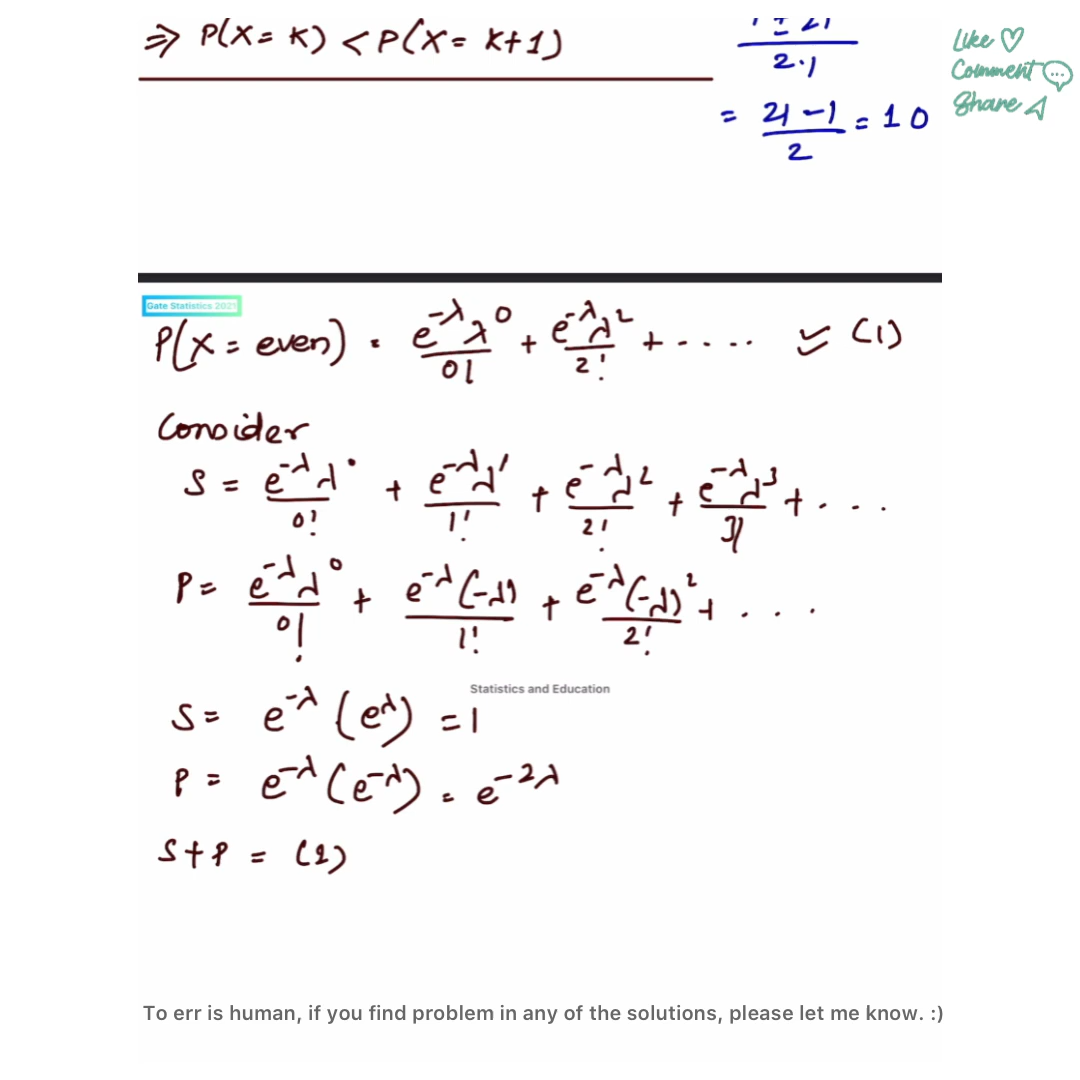 ⇒ P(X = K) < P(X = K+1)
2·1
= 21 - 1 / 2 = 10
Like
Comment
Share
Gate Statistics 2021
P(X = even) = e^-λ λ^0 / 0! + e^-λ λ^2 / 2! + ..... (1)
Consider
S = e^-λ λ^0 / 0! + e^-λ λ^1 / 1! + e^-λ λ^2 / 2! + e^-λ λ^3 / 3! + ...
P = e^-λ λ^0 / 0! + e^-λ (-λ) / 1! + e^-λ (-λ)^2 / 2! + ...
Statistics and Education
S = e^-λ (e^λ) = 1
P = e^-λ (e^-λ) = e^-2λ
S+P = (2)
To err is human, if you find problem in any of the solutions, please let me know. :)